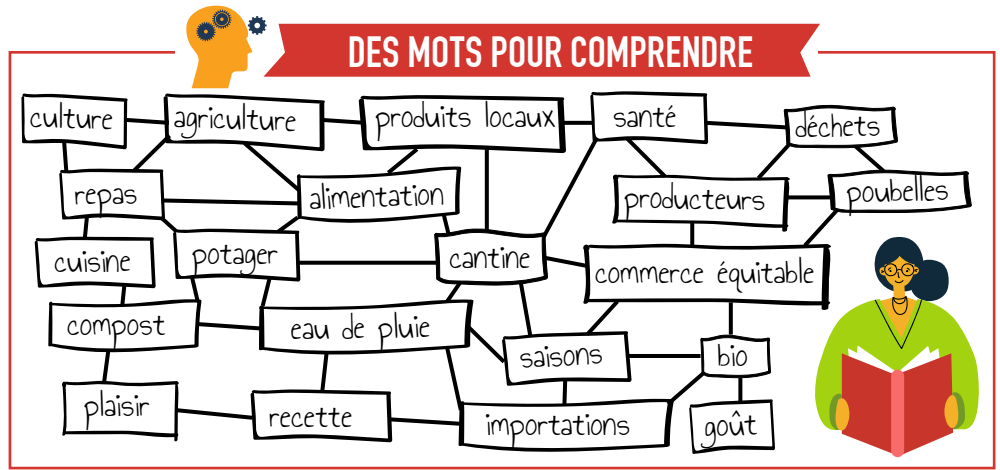 DES MOTS POUR COMPRENDRE
culture
agriculture
produits locaux
santé
déchets
repas
alimentation
producteurs
poubelles
cuisine
potager
cantine
commerce équitable
compost
eau de pluie
saisons
bio
plaisir
recette
importations
goût